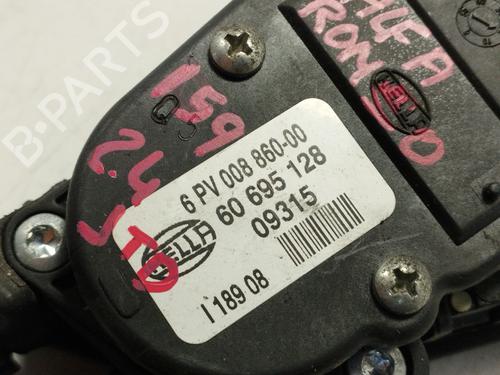 B-PARTS
ALFA
ROMEO
HELLA
159
2.4 JTD
6 PV 008 860-00
60 695 128
09315
HELLA
I 189 08